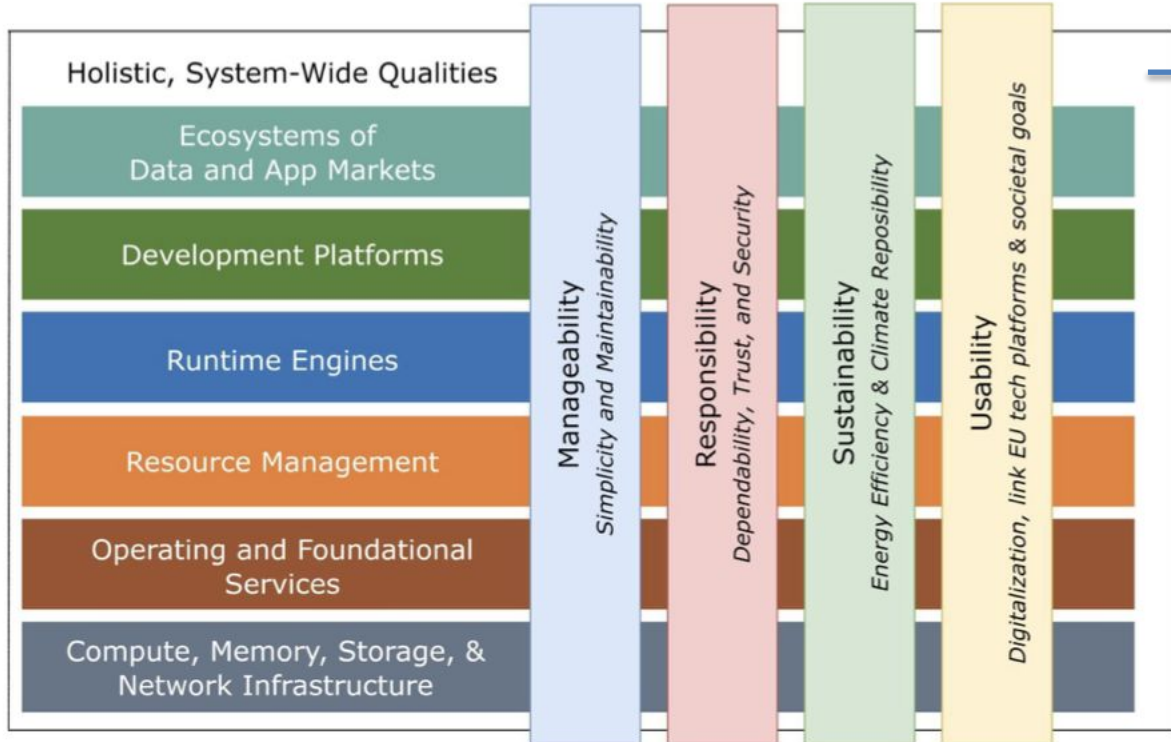 Holistic, System-Wide Qualities
Ecosystems of
Data and App Markets
Development Platforms
Runtime Engines
Resource Management
Operating and Foundational
Services
Compute, Memory, Storage, &
Network Infrastructure
Manageability
Simplicity and Maintainability
Responsibility
Dependability, Trust, and Security
Sustainability
Energy Efficiency & Climate Reposibility
Usability
Digitalization, link EU tech platforms & societal goals